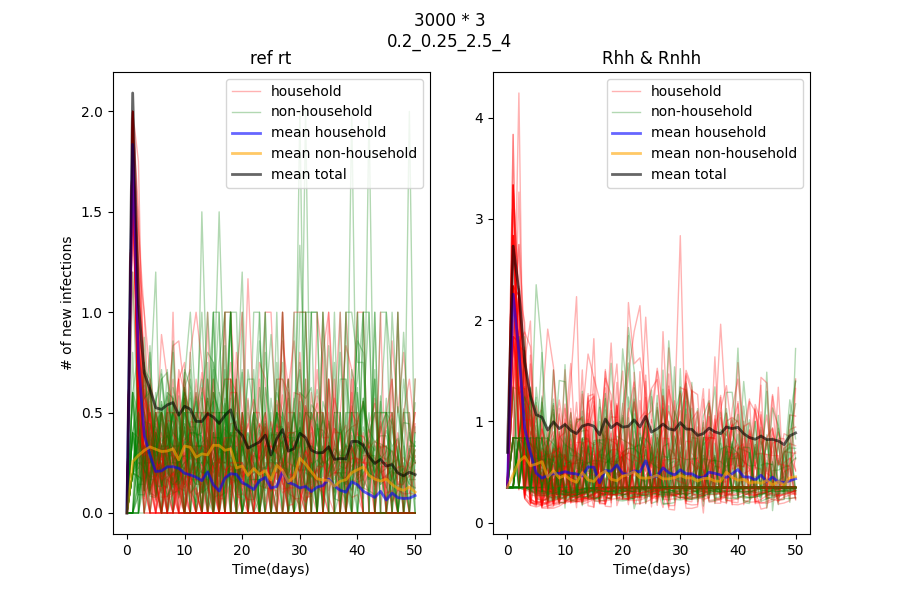 3000 * 3
0.2_0.25_2.5_4
ref rt
household
non-household
mean household
mean non-household
mean total
2.0
1.5
1.0
0.5
0.0
# of new infections
0
10
20
30
40
50
Time(days)
Rhh & Rnhh
household
non-household
mean household
mean non-household
mean total
4
3
2
1
0
0
10
20
30
40
50
Time(days)